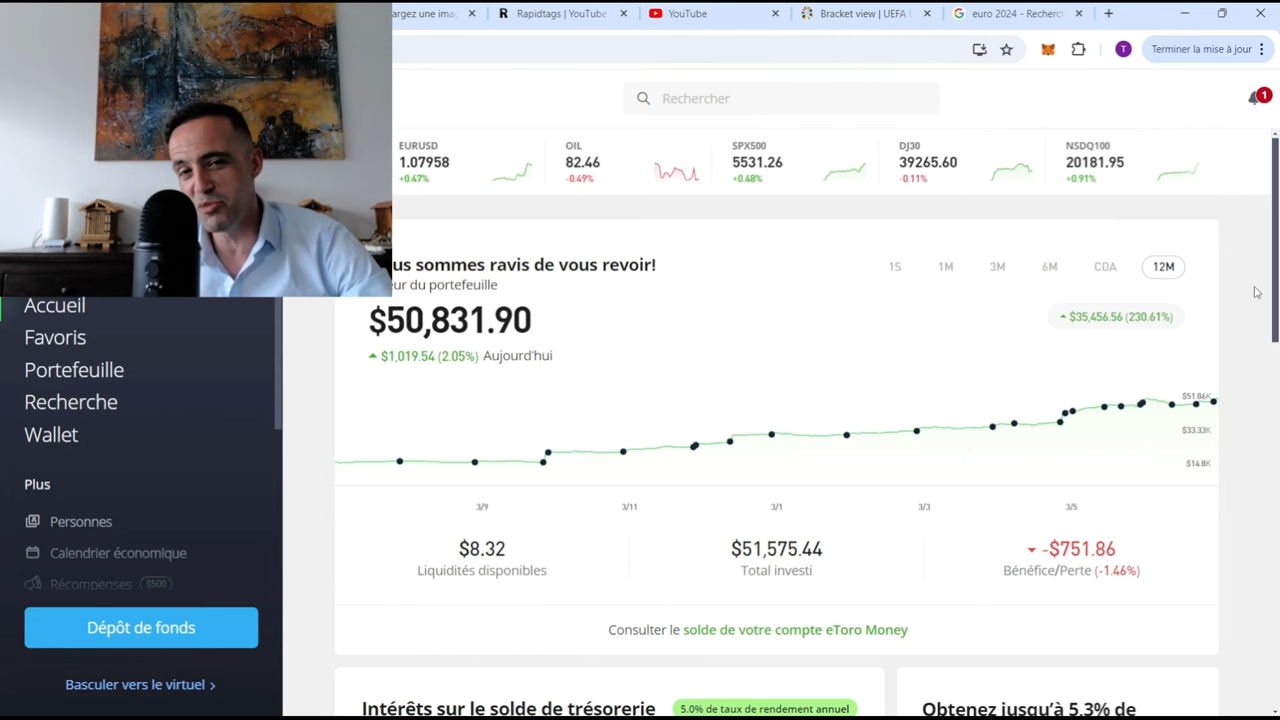 argez une ima
Rapidtags | YouTube
YouTube
Bracket view | UEFA E
euro 2024 - Recherc
T
Terminer la mise à jour
Rechercher
1
EURUSD
1.07958
+0.47%
OIL
82.46
-0.49%
SPX500
5531.26
+0.48%
DJ30
39265.60
-0.11%
NSDQ100
20181.95
+0.91%
us sommes ravis de vous revoir!
eur du portefeuille
$50,831.90
$1,019.54 (2.05%) Aujourd'hui
1S 1M 3M 6M CDA 12M
$35,456.56 (230.61%)
$51.86K
$33.33K
$14.8K
3/9 3/11 3/1 3/3 3/5
$8.32
Liquidités disponibles
$51,575.44
Total investi
-$751.86
Bénéfice/Perte (-1.46%)
Consulter le solde de votre compte eToro Money
Intérêts sur le solde de trésorerie
5.0% de taux de rendement annuel
Obtenez jusqu'à 5.3% de
Accueil
Favoris
Portefeuille
Recherche
Wallet
Plus
Personnes
Calendrier économique
Récompenses $500
Dépôt de fonds
Basculer vers le virtuel >